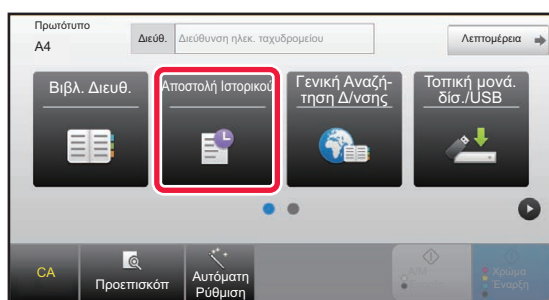 Πρωτότυπο
A4
Διεύθ.
Διεύθυνση ηλεκ. ταχυδρομείου
Λεπτομέρεια
Βιβλ. Διευθ.
Αποστολή Ιστορικού
Γενική Αναζή-
τηση Δ/νσης
Τοπική μονά.
δίσ./USB
CA
Προεπισκόπ
Αυτόματη
Ρύθμιση
Α/Μ
Χρώμα
Έναρξη